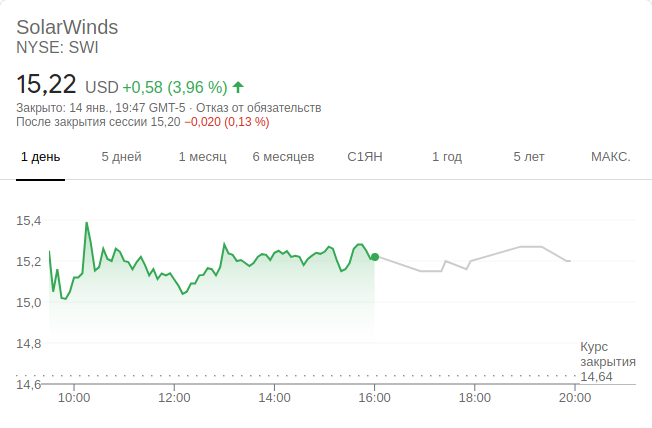 SolarWinds
NYSE: SWI
15,22 USD +0,58 (3,96 %)
Закрыто: 14 янв., 19:47 GMT-5 · Отказ от обязательств
После закрытия сессии 15,20 −0,020 (0,13 %)
1 день 5 дней 1 месяц 6 месяцев С1ЯН 1 год 5 лет МАКС.
15,4
15,2
15,0
14,8
Курс
закрытия
14,64
14,6
10:00 12:00 14:00 16:00 18:00 20:00